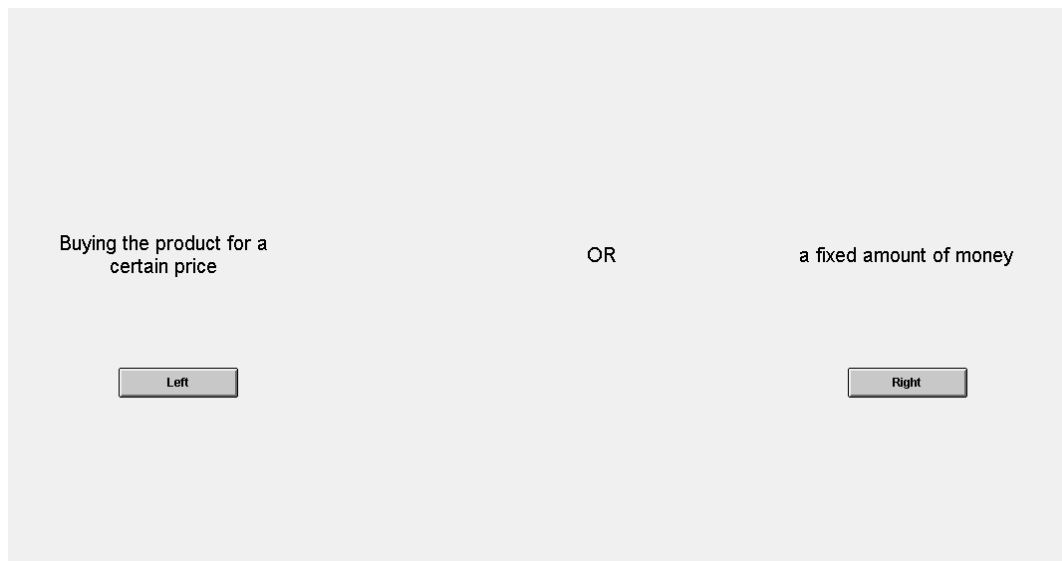 Buying the product for a
certain price
OR
a fixed amount of money
Left
Right